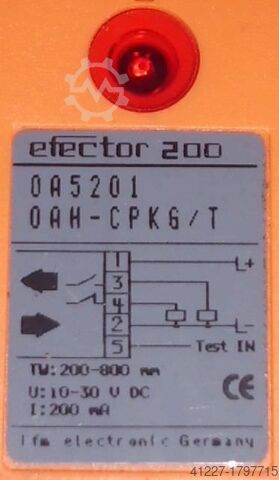 efector 200
OA5201
OAH-CPKG/T
1 L+
3
4
2 L-
5 Test IN
TW:200-800 mm
U:10-30 V DC
I:200 mA
CE
ifm electronic Germany
41227-1797715